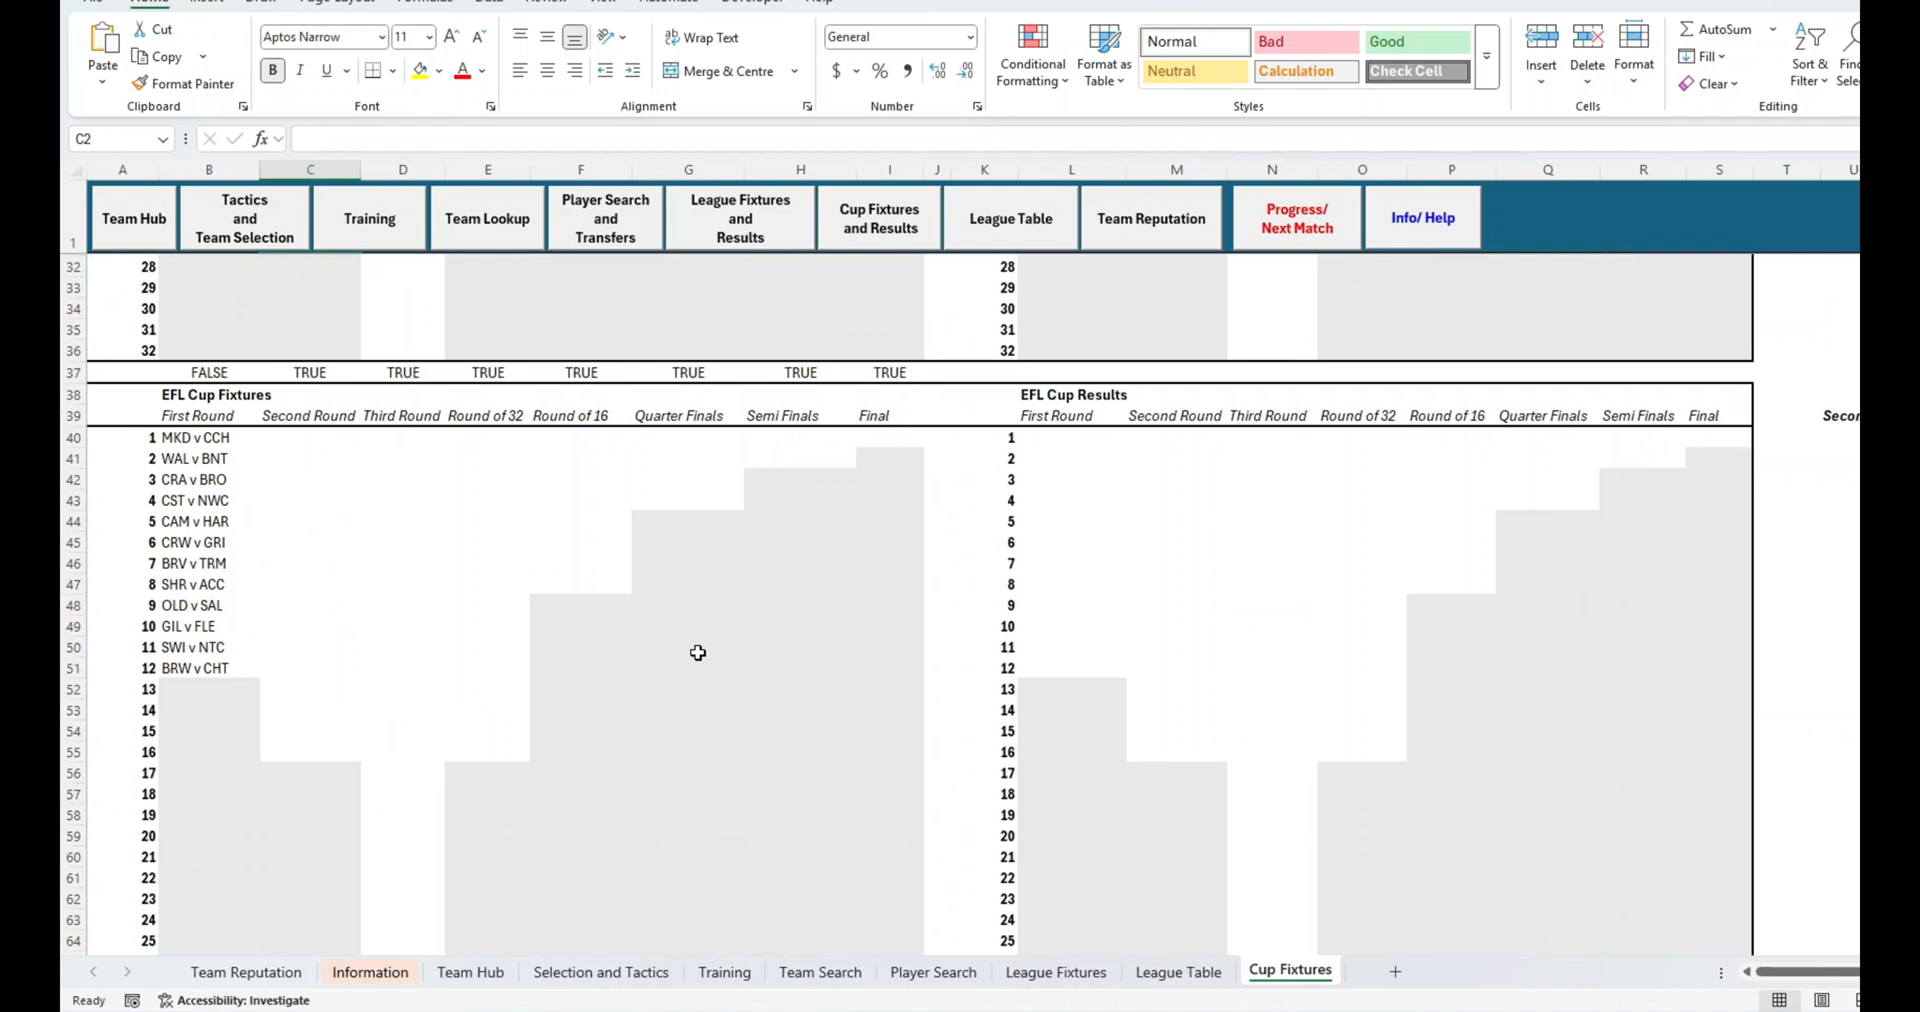 Home Insert Draw Page Layout Formulas Data Review View Automate Developer Help
Paste
Cut
Copy
Format Painter
Clipboard
Aptos Narrow 11
B I U
Font
Wrap Text
Merge & Centre
Alignment
General
$ % ,
Number
Conditional Formatting
Format as Table
Normal Bad Good
Neutral Calculation Check Cell
Styles
Insert Delete Format
Cells
AutoSum
Fill
Clear
Sort & Filter
Editing
C2 fx
A B C D E F G H I J K L M N O P Q R S T U
1 Team Hub
Tactics and Team Selection
Training
Team Lookup
Player Search and Transfers
League Fixtures and Results
Cup Fixtures and Results
League Table
Team Reputation
Progress/ Next Match
Info/ Help
32 28 28
33 29 29
34 30 30
35 31 31
36 32 32
37 FALSE TRUE TRUE TRUE TRUE TRUE TRUE TRUE
38 EFL Cup Fixtures EFL Cup Results
39 First Round Second Round Third Round Round of 32 Round of 16 Quarter Finals Semi Finals Final First Round Second Round Third Round Round of 32 Round of 16 Quarter Finals Semi Finals Final
40 1 MKD v CCH 1
41 2 WAL v BNT 2
42 3 CRA v BRO 3
43 4 CST v NWC 4
44 5 CAM v HAR 5
45 6 CRW v GRI 6
46 7 BRV v TRM 7
47 8 SHR v ACC 8
48 9 OLD v SAL 9
49 10 GIL v FLE 10
50 11 SWI v NTC 11
51 12 BRW v CHT 12
52 13 13
53 14 14
54 15 15
55 16 16
56 17 17
57 18 18
58 19 19
59 20 20
60 21 21
61 22 22
62 23 23
63 24 24
64 25 25
Team Reputation Information Team Hub Selection and Tactics Training Team Search Player Search League Fixtures League Table Cup Fixtures
Ready Accessibility: Investigate